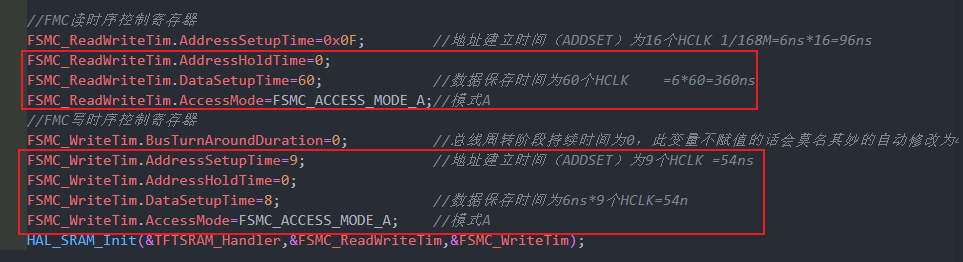 //FMC读时序控制寄存器
FSMC_ReadWriteTim.AddressSetupTime=0x0F; //地址建立时间（ADDSET）为16个HCLK 1/168M=6ns*16=96ns
FSMC_ReadWriteTim.AddressHoldTime=0;
FSMC_ReadWriteTim.DataSetupTime=60; //数据保存时间为60个HCLK =6*60=360ns
FSMC_ReadWriteTim.AccessMode=FSMC_ACCESS_MODE_A;//模式A
//FMC写时序控制寄存器
FSMC_WriteTim.BusTurnAroundDuration=0; //总线周转阶段持续时间为0，此变量不赋值的话会莫名其妙的自动修改为
FSMC_WriteTim.AddressSetupTime=9; //地址建立时间（ADDSET）为9个HCLK =54ns
FSMC_WriteTim.AddressHoldTime=0;
FSMC_WriteTim.DataSetupTime=8; //数据保存时间为6ns*9个HCLK=54n
FSMC_WriteTim.AccessMode=FSMC_ACCESS_MODE_A; //模式A
HAL_SRAM_Init(&TFTSRAM_Handler,&FSMC_ReadWriteTim,&FSMC_WriteTim);